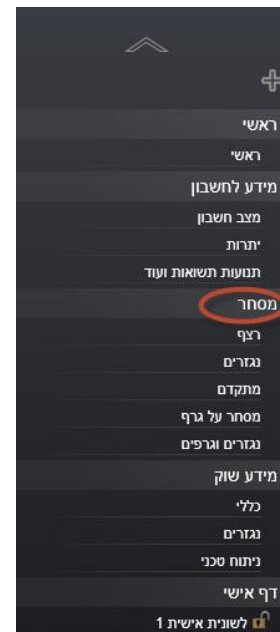 ראשי
ראשי
מידע לחשבון
מצב חשבון
יתרות
תנועות תשואות ועוד
מסחר
רצף
נגזרים
מתקדם
מסחר על גרף
נגזרים וגרפים
מידע שוק
כללי
נגזרים
ניתוח טכני
דף אישי
לשונית אישית 1